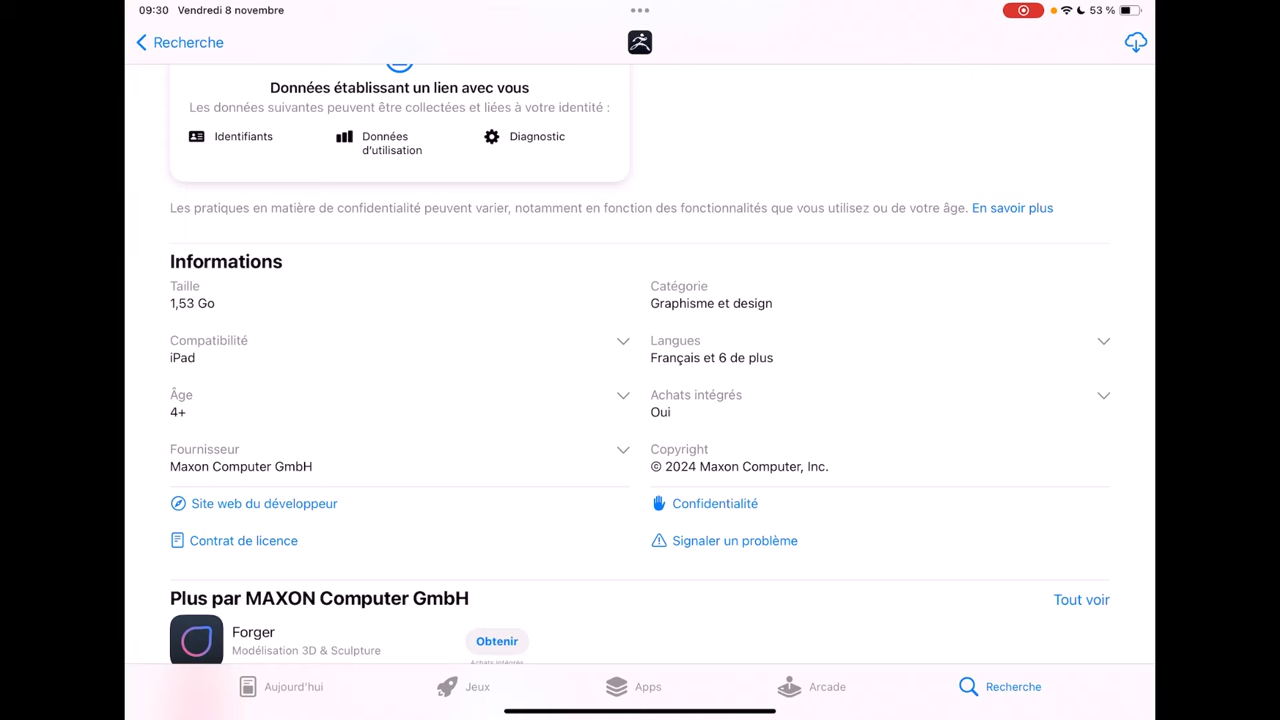 09:30 Vendredi 8 novembre
53 %
Recherche
Données établissant un lien avec vous
Les données suivantes peuvent être collectées et liées à votre identité :
Identifiants
Données
d'utilisation
Diagnostic
Les pratiques en matière de confidentialité peuvent varier, notamment en fonction des fonctionnalités que vous utilisez ou de votre âge. En savoir plus
Informations
Taille
1,53 Go
Catégorie
Graphisme et design
Compatibilité
iPad
Langues
Français et 6 de plus
Âge
4+
Achats intégrés
Oui
Fournisseur
Maxon Computer GmbH
Copyright
© 2024 Maxon Computer, Inc.
Site web du développeur
Confidentialité
Contrat de licence
Signaler un problème
Plus par MAXON Computer GmbH
Tout voir
Forger
Modélisation 3D & Sculpture
Obtenir
Achats intégrés
Aujourd'hui
Jeux
Apps
Arcade
Recherche